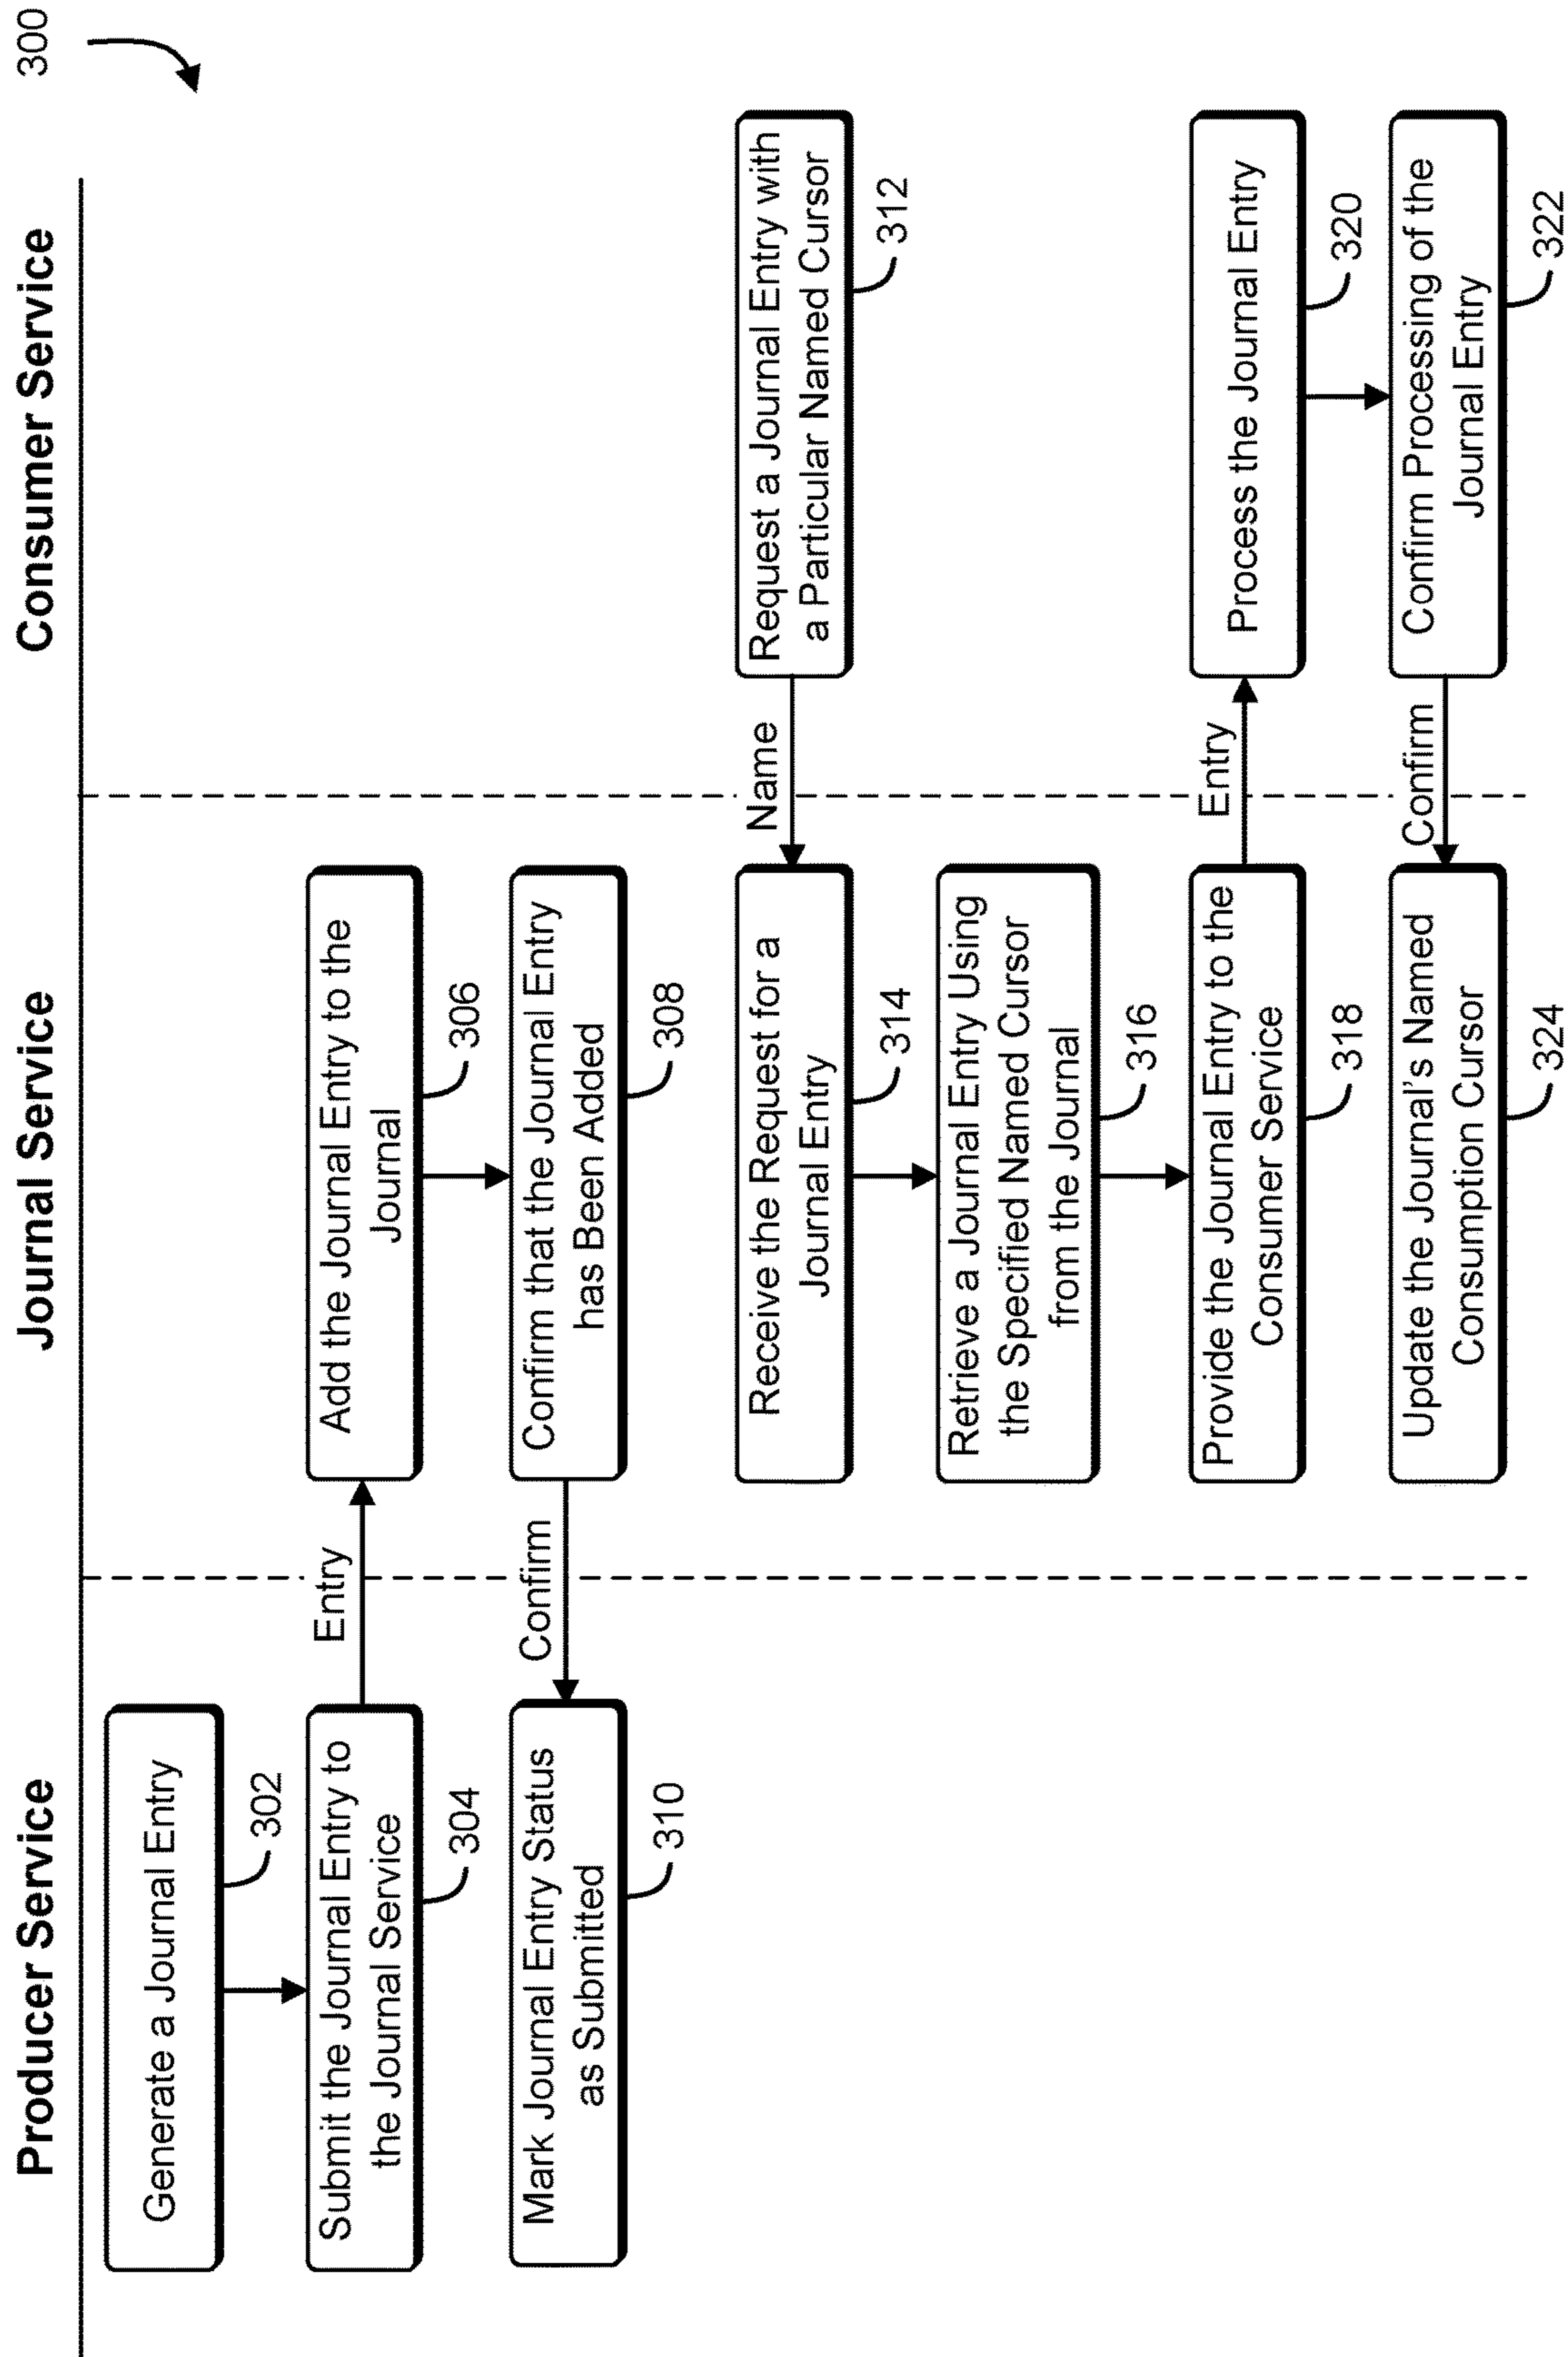 300
Producer Service
Journal Service
Consumer Service
Generate a Journal Entry
302
Submit the Journal Entry to
the Journal Service
304
Entry
Add the Journal Entry to the
Journal
306
Confirm that the Journal Entry
has Been Added
308
Confirm
Mark Journal Entry Status
as Submitted
310
Request a Journal Entry with
a Particular Named Cursor
312
Name
Receive the Request for a
Journal Entry
314
Retrieve a Journal Entry Using
the Specified Named Cursor
from the Journal
316
Provide the Journal Entry to the
Consumer Service
318
Entry
Process the Journal Entry
320
Confirm Processing of the
Journal Entry
322
Confirm
Update the Journal's Named
Consumption Cursor
324